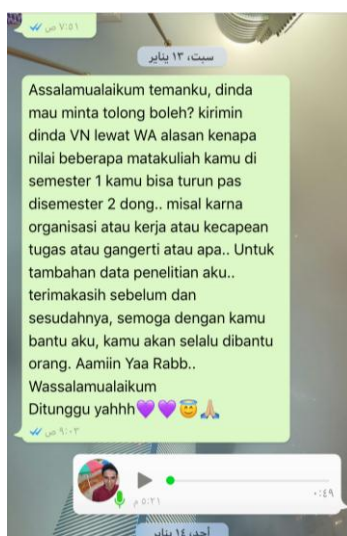 ٧:٥١ ص
سبت، ١٣ يناير
Assalamualaikum temanku, dinda
mau minta tolong boleh? kirimin
dinda VN lewat WA alasan kenapa
nilai beberapa matakuliah kamu di
semester 1 kamu bisa turun pas
disemester 2 dong.. misal karna
organisasi atau kerja atau kecapean
tugas atau gangerti atau apa.. Untuk
tambahan data penelitian aku..
terimakasih sebelum dan
sesudahnya, semoga dengan kamu
bantu aku, kamu akan selalu dibantu
orang. Aamiin Yaa Rabb..
Wassalamualaikum
Ditunggu yahhh💜💜😇🙏🏼
٩:٠٣ ص
٠:٤٩
٥:٢١ م
أحد، ١٤ يناير